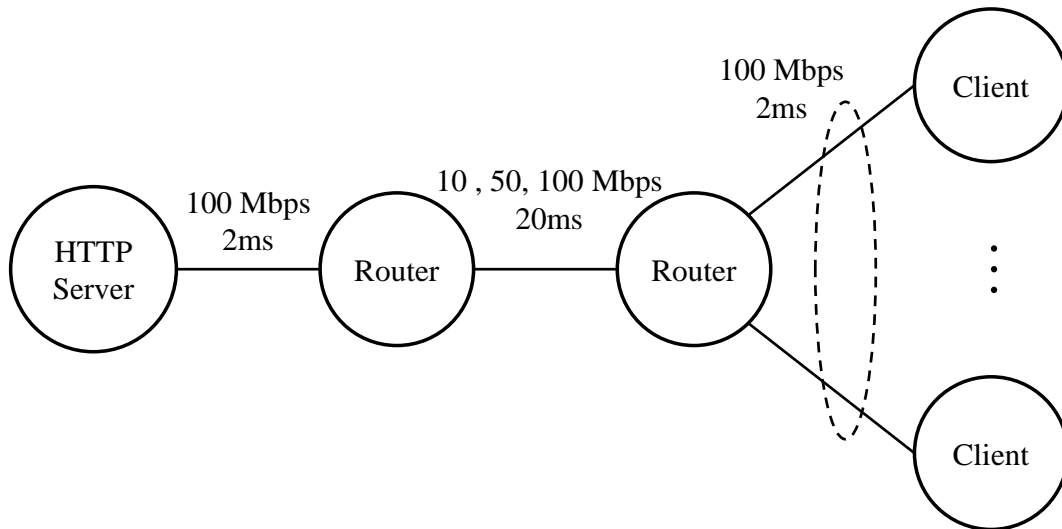 HTTP
Server
100 Mbps
2ms
Router
10 , 50, 100 Mbps
20ms
Router
100 Mbps
2ms
Client
Client